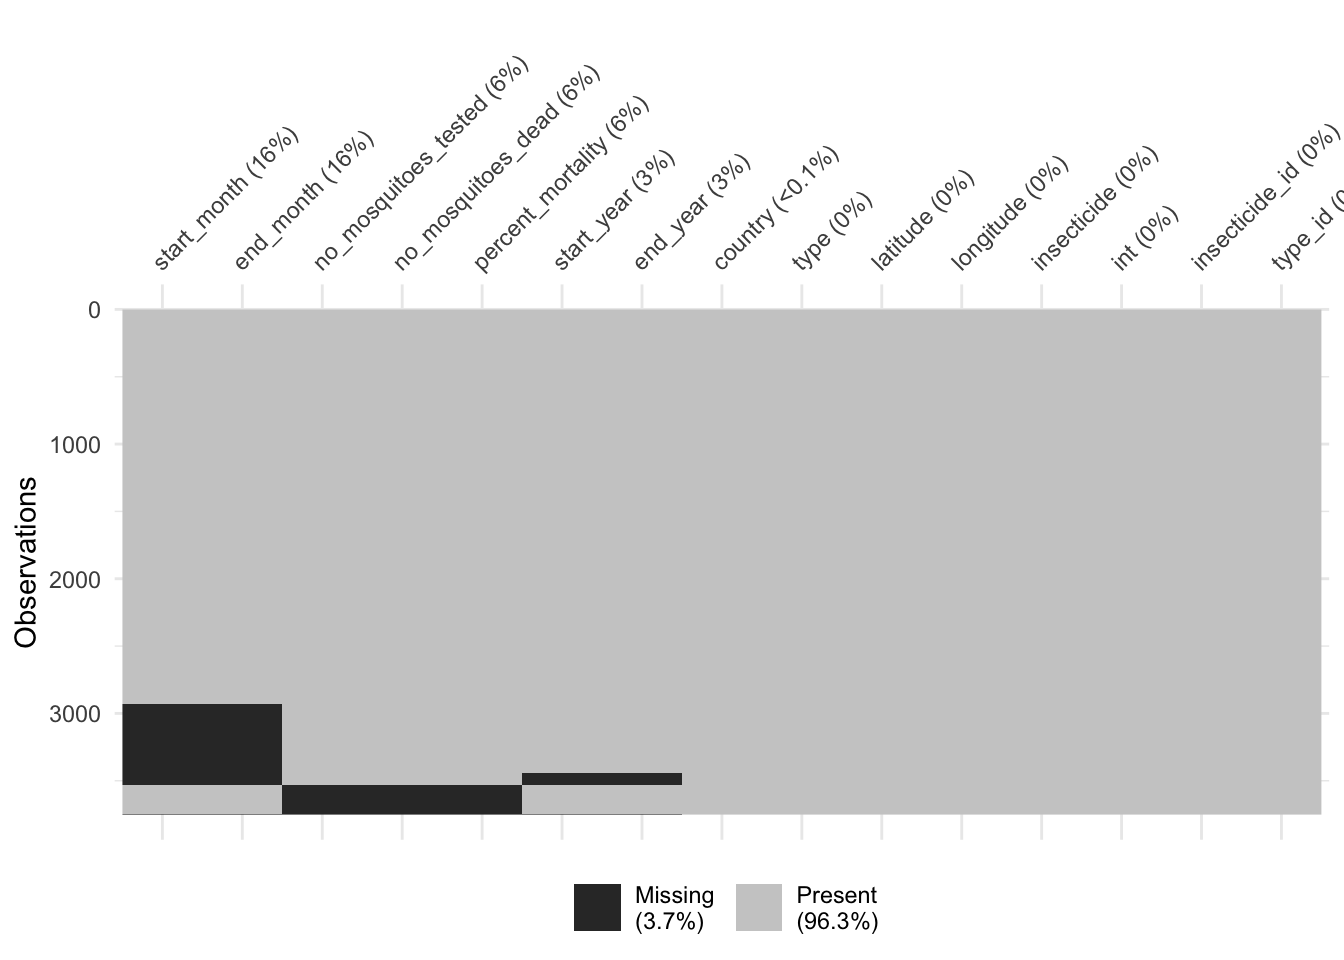 start_month (16%)
end_month (16%)
no_mosquitoes_tested (6%)
no_mosquitoes_dead (6%)
percent_mortality (6%)
start_year (3%)
end_year (3%)
country (<0.1%)
type (0%)
latitude (0%)
longitude (0%)
insecticide (0%)
int (0%)
insecticide_id (0%)
type_id (0
0
1000
2000
3000
Observations
Missing
(3.7%)
Present
(96.3%)